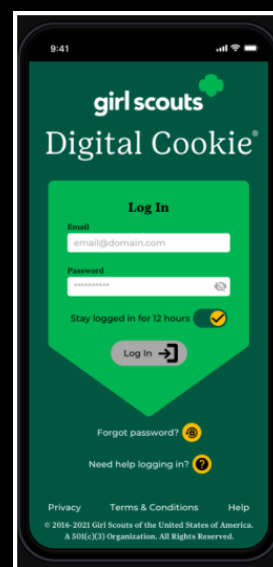 9:41
girl scouts
Digital Cookie®
Log In
Email
email@domain.com
Password
**********
Stay logged in for 12 hours
Log In
Forgot password?
Need help logging in? ?
Privacy Terms & Conditions Help
© 2016-2021 Girl Scouts of the United States of America.
A 501(c)(3) Organization. All Rights Reserved.